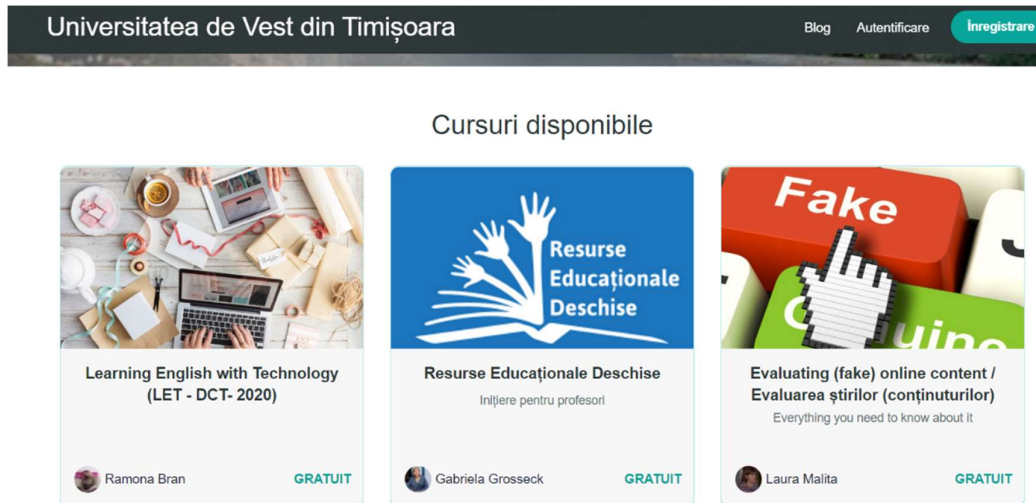 Universitatea de Vest din Timișoara
Blog Autentificare Înregistrare
Cursuri disponibile
Resurse
Educaționale
Deschise
Fake
Learning English with Technology
(LET - DCT- 2020)
Resurse Educaționale Deschise
Inițiere pentru profesori
Evaluating (fake) online content /
Evaluarea știrilor (conținuturilor)
Everything you need to know about it
Ramona Bran GRATUIT
Gabriela Grosseck GRATUIT
Laura Malita GRATUIT